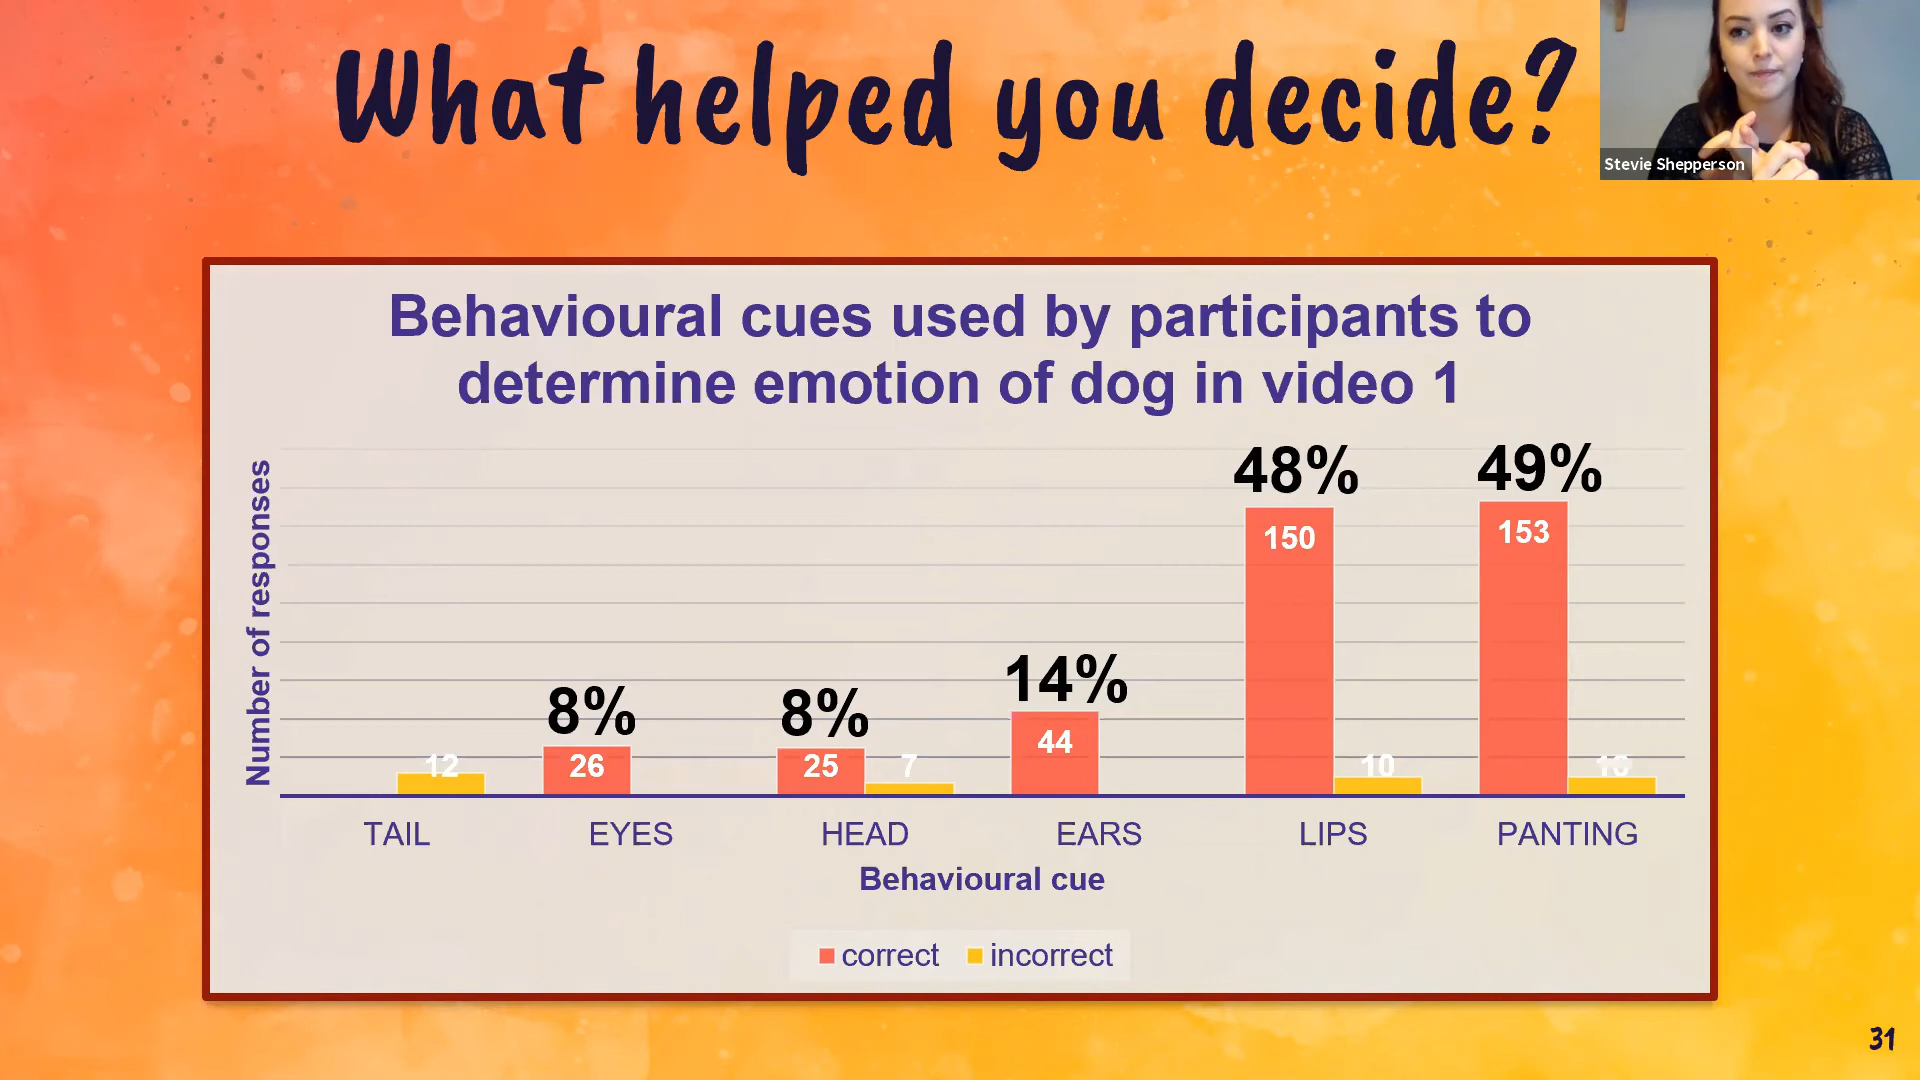 What helped you decide?
Stevie Shepperson
Behavioural cues used by participants to
determine emotion of dog in video 1
Number of responses
48%
49%
150
153
14%
8%
8%
44
12
26
25
7
10
10
TAIL
EYES
HEAD
EARS
LIPS
PANTING
Behavioural cue
correct
incorrect
31